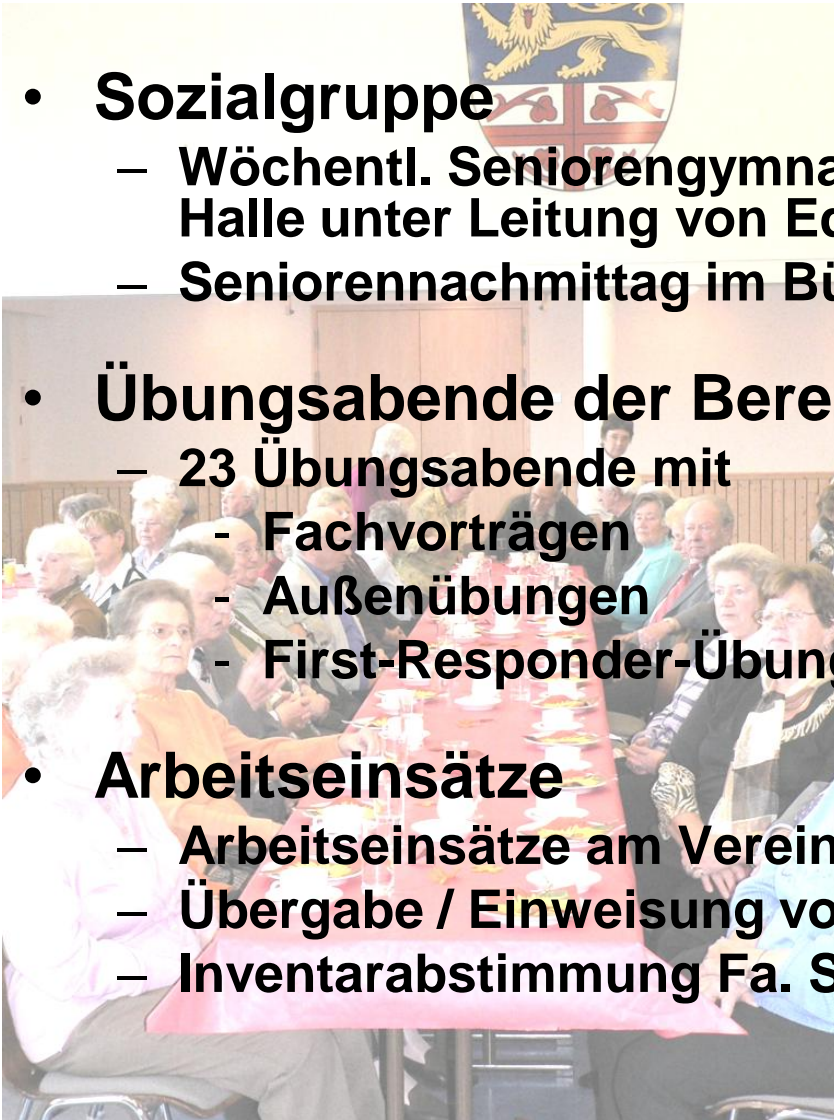 • Sozialgruppe
– Wöchentl. Seniorengymna
Halle unter Leitung von Ec
– Seniorennachmittag im Bü
• Übungsabende der Bere
– 23 Übungsabende mit
- Fachvorträgen
- Außenübungen
- First-Responder-Übung
• Arbeitseinsätze
– Arbeitseinsätze am Verein
– Übergabe / Einweisung vo
– Inventarabstimmung Fa. S